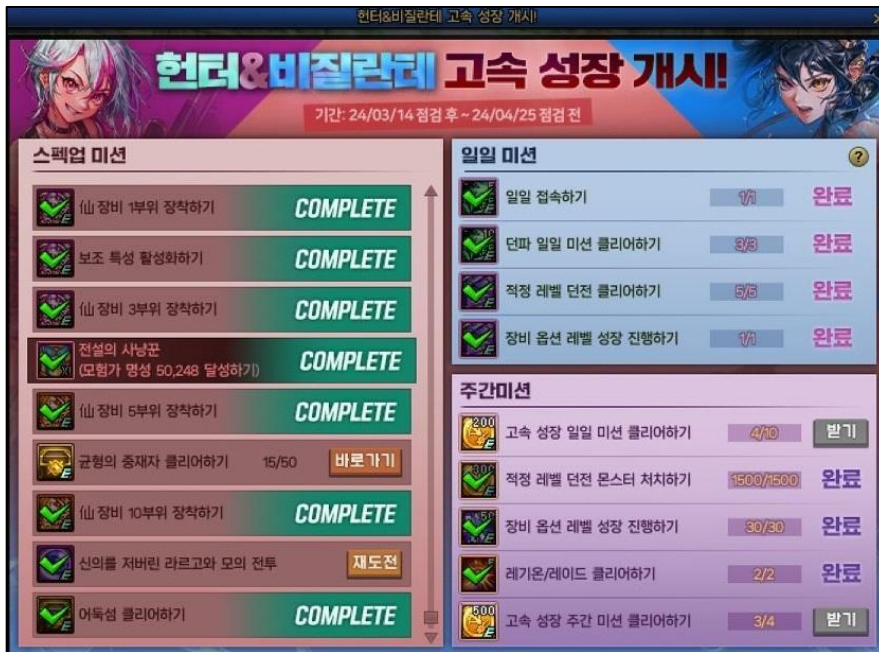 헌터&비질란테 고속 성장 개시!
헌터&비질란테 고속 성장 개시!
기간: 24/03/14 점검 후 ~ 24/04/25 점검 전
스펙업 미션
仙 장비 1부위 장착하기 COMPLETE
보조 특성 활성화하기 COMPLETE
仙 장비 3부위 장착하기 COMPLETE
전설의 사냥꾼
(모험가 명성 50,248 달성하기) COMPLETE
仙 장비 5부위 장착하기 COMPLETE
균형의 중재자 클리어하기 15/50 바로가기
仙 장비 10부위 장착하기 COMPLETE
신의를 저버린 라르고와 모의 전투 재도전
어둑섬 클리어하기 COMPLETE
일일 미션 ?
일일 접속하기 1/1 완료
던파 일일 미션 클리어하기 3/3 완료
적정 레벨 던전 클리어하기 5/5 완료
장비 옵션 레벨 성장 진행하기 1/1 완료
주간미션
200 고속 성장 일일 미션 클리어하기 4/10 받기
적정 레벨 던전 몬스터 처치하기 1500/1500 완료
장비 옵션 레벨 성장 진행하기 30/30 완료
레기온/레이드 클리어하기 2/2 완료
500 고속 성장 주간 미션 클리어하기 3/4 받기